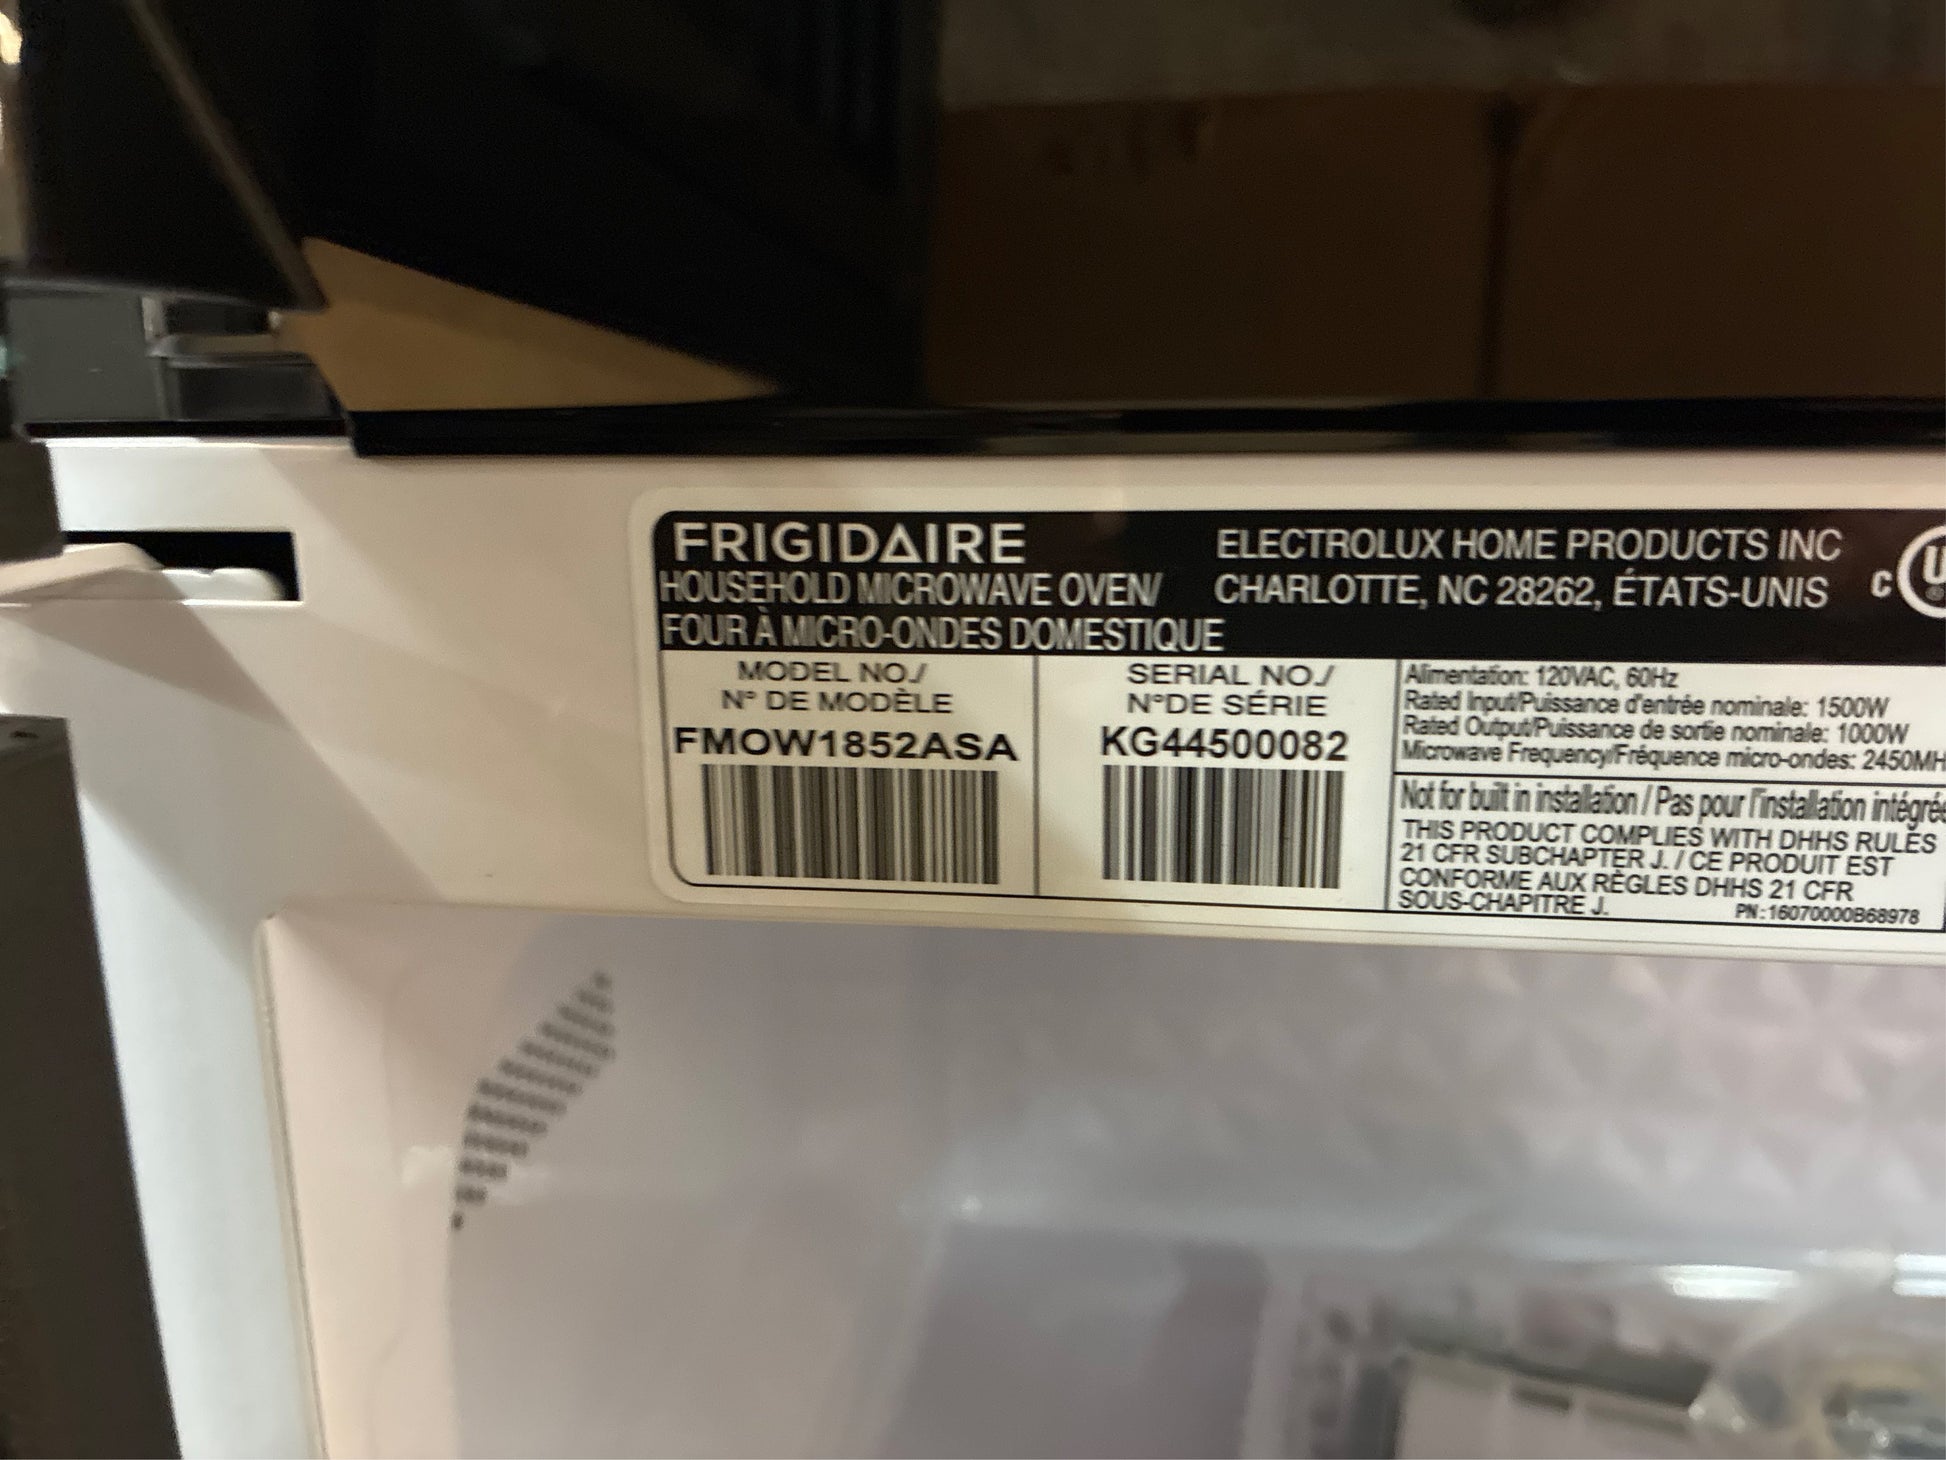 FRIGIDAIRE
HOUSEHOLD MICROWAVE OVEN/
FOUR À MICRO-ONDES DOMESTIQUE
ELECTROLUX HOME PRODUCTS INC
CHARLOTTE, NC 28262, ÉTATS-UNIS
C U
MODEL NO./
N° DE MODÈLE
FMOW1852ASA
SERIAL NO./
N°DE SÉRIE
KG44500082
Alimentation: 120VAC, 60Hz
Rated Input/Puissance d'entrée nominale: 1500W
Rated Output/Puissance de sortie nominale: 1000W
Microwave Frequency/Fréquence micro-ondes: 2450MH
Not for built in installation / Pas pour l'installation intégrée
THIS PRODUCT COMPLIES WITH DHHS RULES
21 CFR SUBCHAPTER J. / CE PRODUIT EST
CONFORME AUX RÈGLES DHHS 21 CFR
SOUS-CHAPITRE J.
PN:16070000B68978